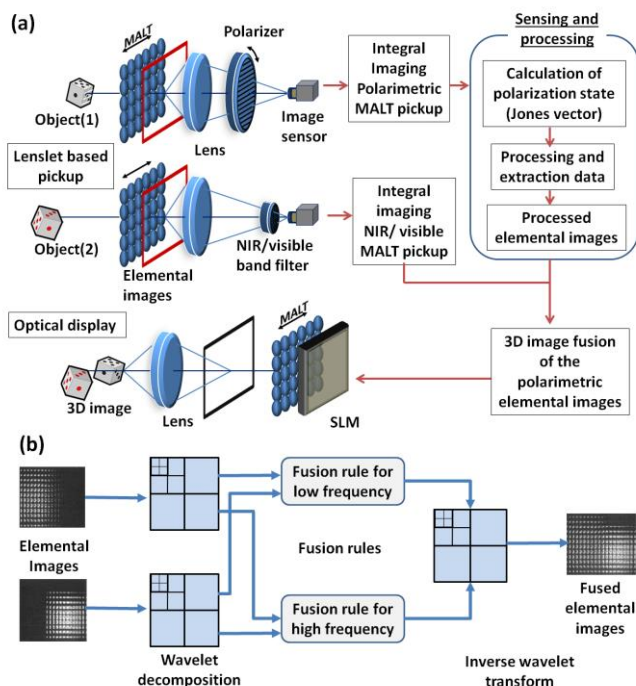 (a)
MALT
Polarizer
Object(1)
Lens
Image
sensor
Integral
Imaging
Polarimetric
MALT pickup
Sensing and
processing
Calculation of
polarization state
(Jones vector)
Processing and
extraction data
Processed
elemental images
Lenslet based
pickup
Object(2)
Elemental
images
NIR/visible
band filter
Integral
imaging
NIR/ visible
MALT pickup
Optical display
3D image
Lens
MALT
SLM
3D image fusion
of the
polarimetric
elemental images
(b)
Elemental
Images
Wavelet
decomposition
Fusion rule for
low frequency
Fusion rules
Fusion rule for
high frequency
Inverse wavelet
transform
Fused
elemental
images